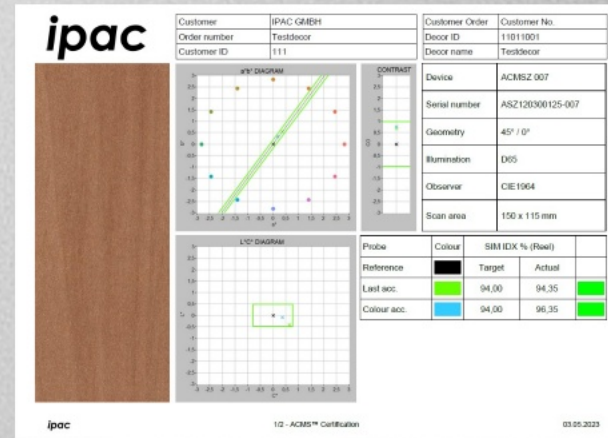 ipac
Customer IPAC GMBH
Order number Testdecor
Customer ID 111
Customer Order Customer No.
Decor ID 11011001
Decor name Testdecor
a*b* DIAGRAM
CONTRAST
Device ACMSZ 007
Serial number ASZ120300125-007
Geometry 45° / 0°
Illumination D65
Observer CIE1964
Scan area 150 x 115 mm
L*C* DIAGRAM
Probe Colour SIM IDX % (Reel)
Reference Target Actual
Last acc. 94,00 94,35
Colour acc. 94,00 96,35
ipac
1/2 - ACMS™ Certification
03.05.2023